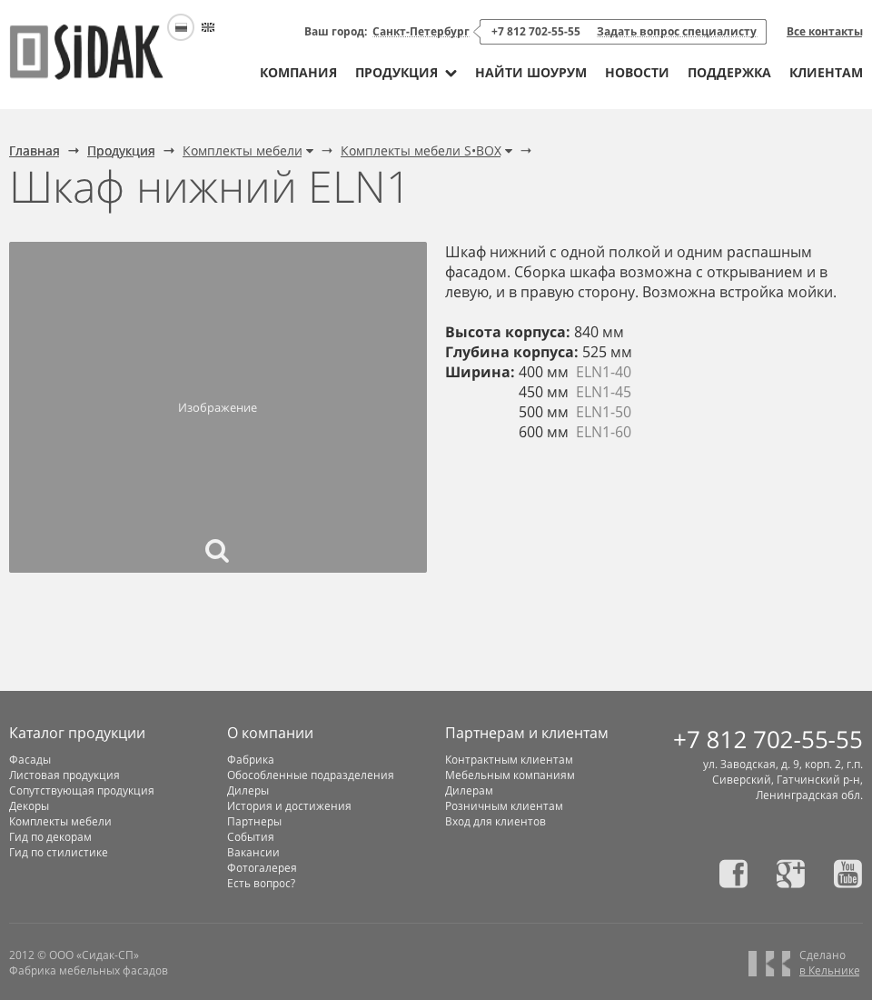 SiDAK
Ваш город: Санкт-Петербург
+7 812 702-55-55 Задать вопрос специалисту
Все контакты
КОМПАНИЯ ПРОДУКЦИЯ НАЙТИ ШОУРУМ НОВОСТИ ПОДДЕРЖКА КЛИЕНТАМ
Главная → Продукция → Комплекты мебели → Комплекты мебели S•BOX →
Шкаф нижний ELN1
Изображение
Шкаф нижний с одной полкой и одним распашным
фасадом. Сборка шкафа возможна с открыванием и в
левую, и в правую сторону. Возможна встройка мойки.
Высота корпуса: 840 мм
Глубина корпуса: 525 мм
Ширина: 400 мм ELN1-40
450 мм ELN1-45
500 мм ELN1-50
600 мм ELN1-60
Каталог продукции
Фасады
Листовая продукция
Сопутствующая продукция
Декоры
Комплекты мебели
Гид по декорам
Гид по стилистике
О компании
Фабрика
Обособленные подразделения
Дилеры
История и достижения
Партнеры
События
Вакансии
Фотогалерея
Есть вопрос?
Партнерам и клиентам
Контрактным клиентам
Мебельным компаниям
Дилерам
Розничным клиентам
Вход для клиентов
+7 812 702-55-55
ул. Заводская, д. 9, корп. 2, г.п.
Сиверский, Гатчинский р-н,
Ленинградская обл.
You
Tube
2012 © ООО «Сидак-СП»
Фабрика мебельных фасадов
Сделано
в Кельнике